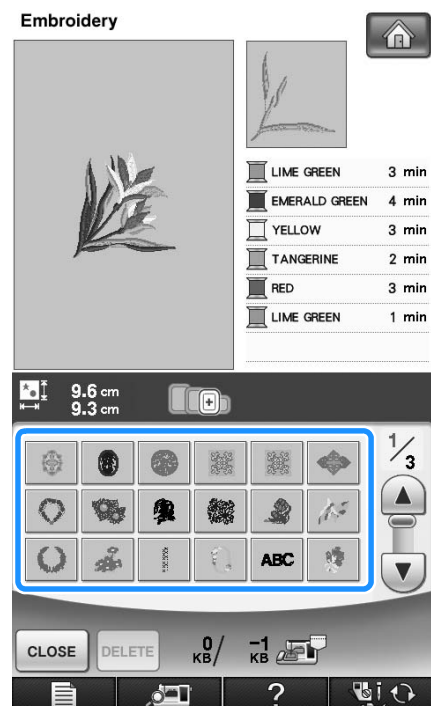 Embroidery
LIME GREEN 3 min
EMERALD GREEN 4 min
YELLOW 3 min
TANGERINE 2 min
RED 3 min
LIME GREEN 1 min
9.6 cm
9.3 cm
1/3
ABC
CLOSE DELETE 0 KB/ -1 KB
?